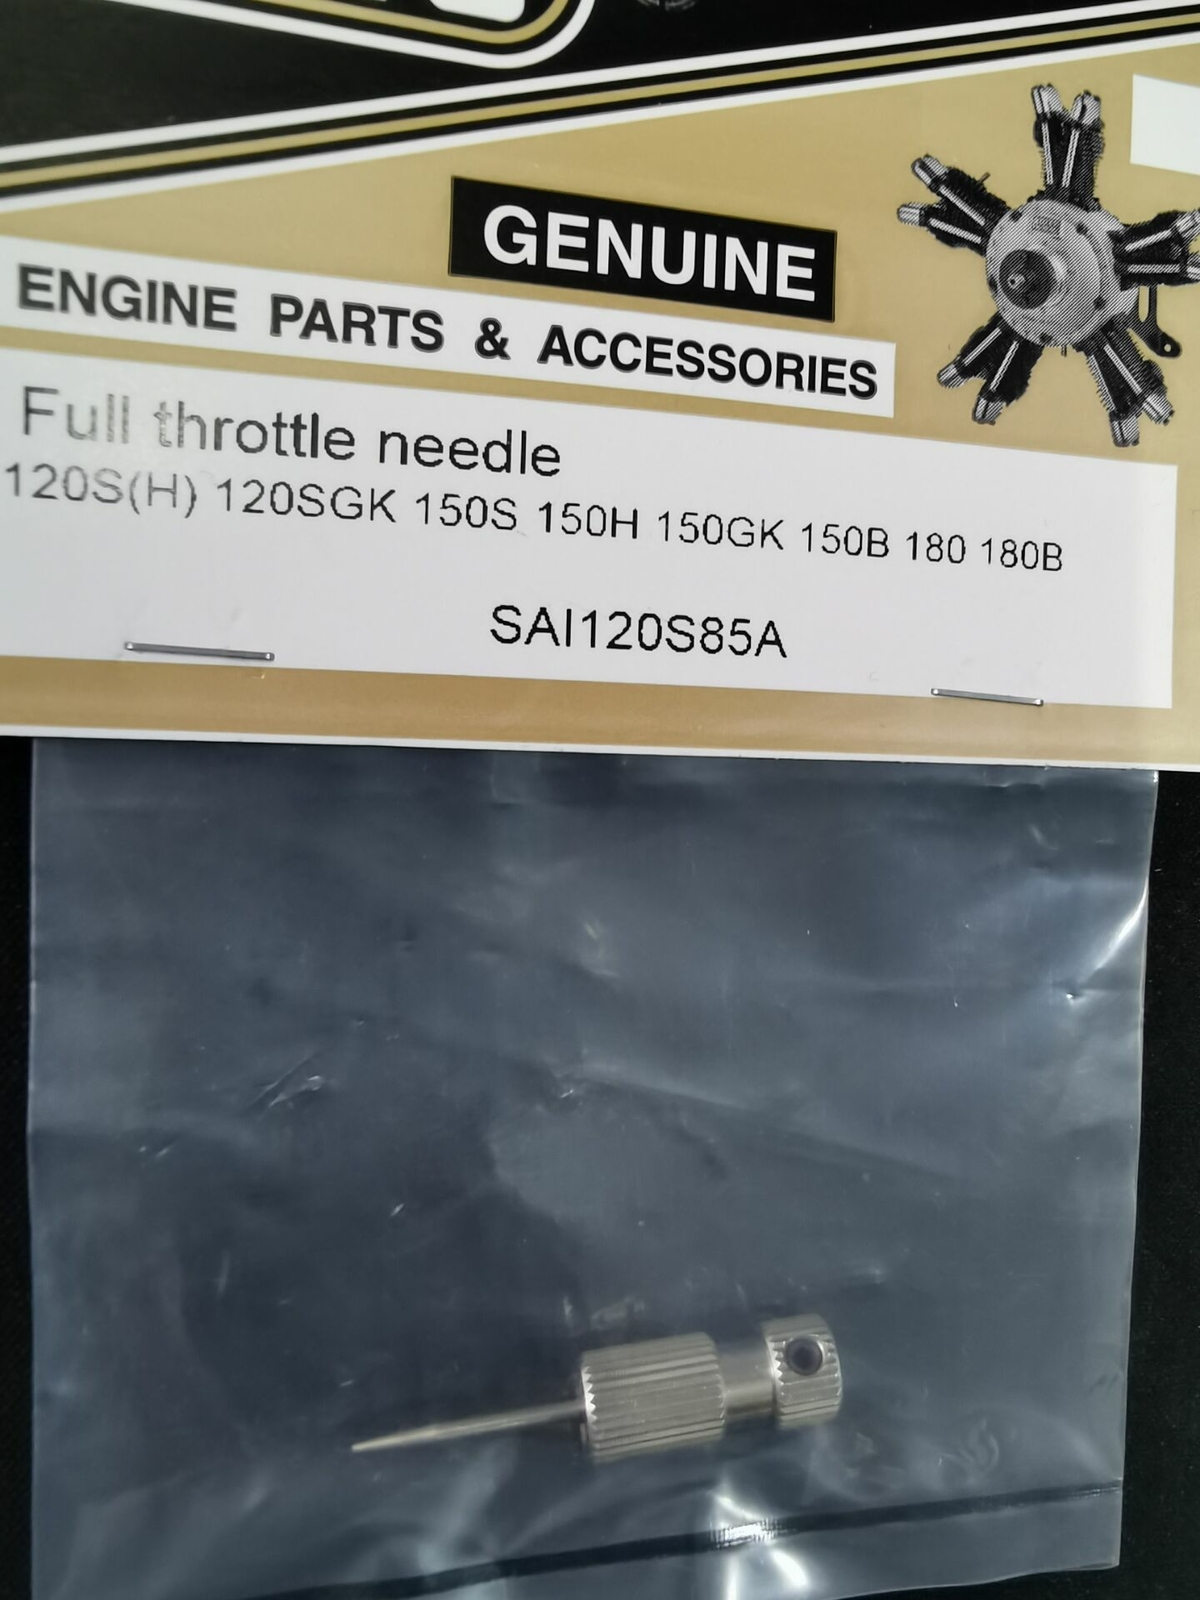 GENUINE
ENGINE PARTS & ACCESSORIES
Full throttle needle
120S(H) 120SGK 150S 150H 150GK 150B 180 180B
SAI120S85A